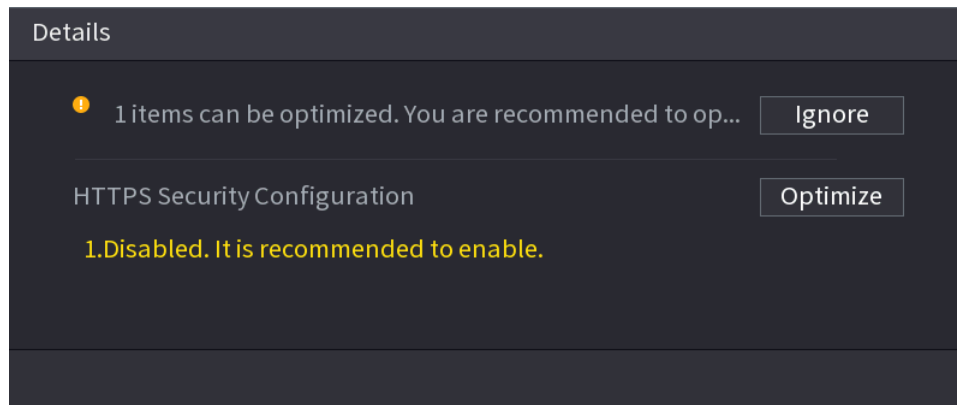 Details
1 items can be optimized. You are recommended to op...
Ignore
HTTPS Security Configuration
Optimize
1.Disabled. It is recommended to enable.